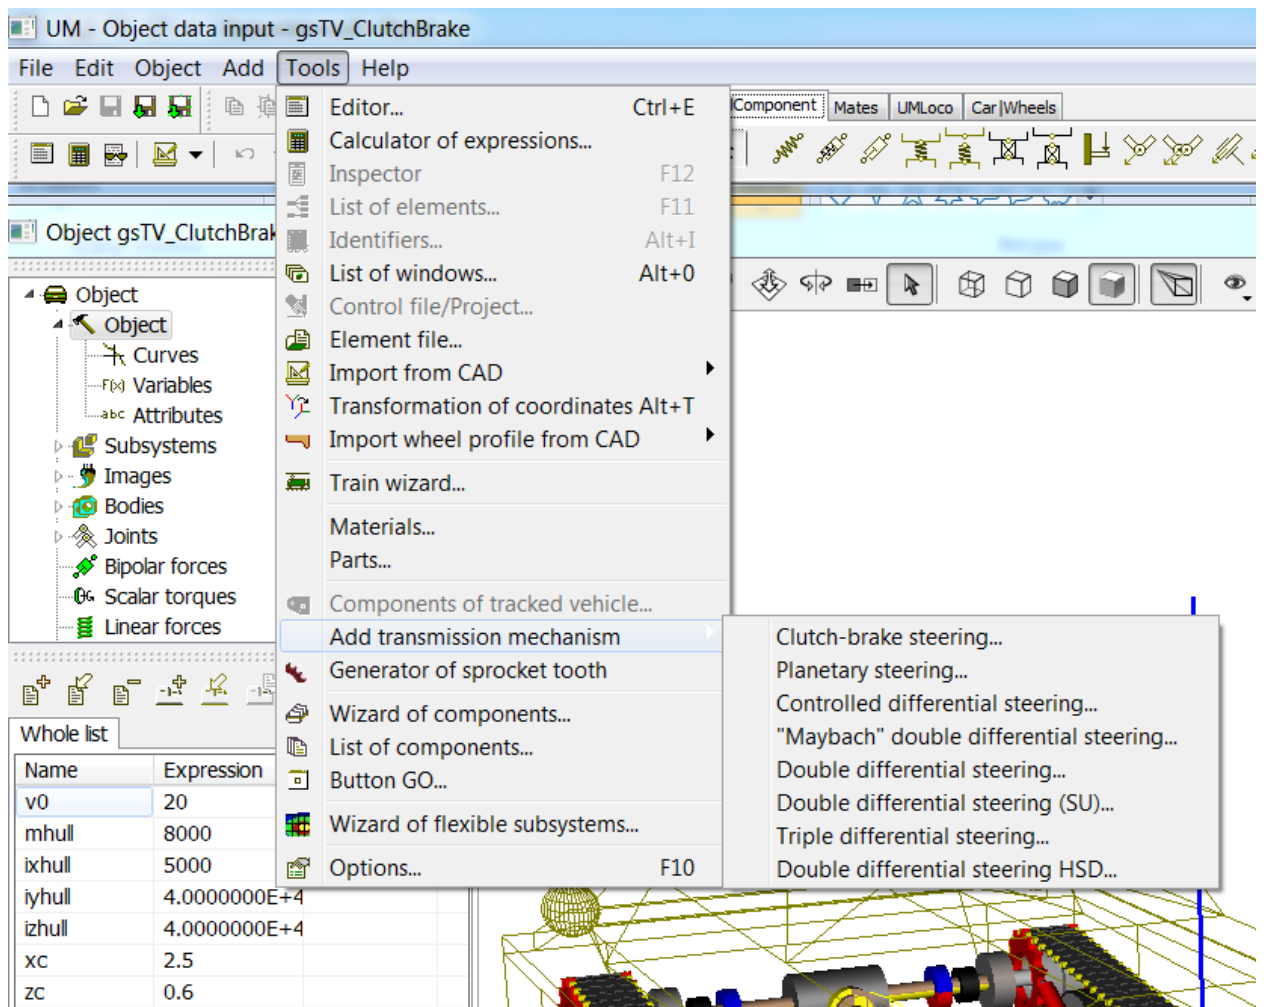 UM - Object data input - gsTV_ClutchBrake
File Edit Object Add Tools Help
Component Mates UMLoco Car|Wheels
Editor... Ctrl+E
Calculator of expressions...
Inspector F12
List of elements... F11
Identifiers... Alt+I
List of windows... Alt+0
Control file/Project...
Element file...
Import from CAD
Transformation of coordinates Alt+T
Import wheel profile from CAD
Train wizard...
Materials...
Parts...
Components of tracked vehicle...
Add transmission mechanism
Generator of sprocket tooth
Wizard of components...
List of components...
Button GO...
Wizard of flexible subsystems...
Options... F10
Clutch-brake steering...
Planetary steering...
Controlled differential steering...
"Maybach" double differential steering...
Double differential steering...
Double differential steering (SU)...
Triple differential steering...
Double differential steering HSD...
Object gsTV_ClutchBrak
Object
Object
Curves
F(x) Variables
abc Attributes
Subsystems
Images
Bodies
Joints
Bipolar forces
Scalar torques
Linear forces
Whole list
Name Expression
v0 20
mhull 8000
ixhull 5000
iyhull 4.0000000E+4
izhull 4.0000000E+4
xc 2.5
zc 0.6